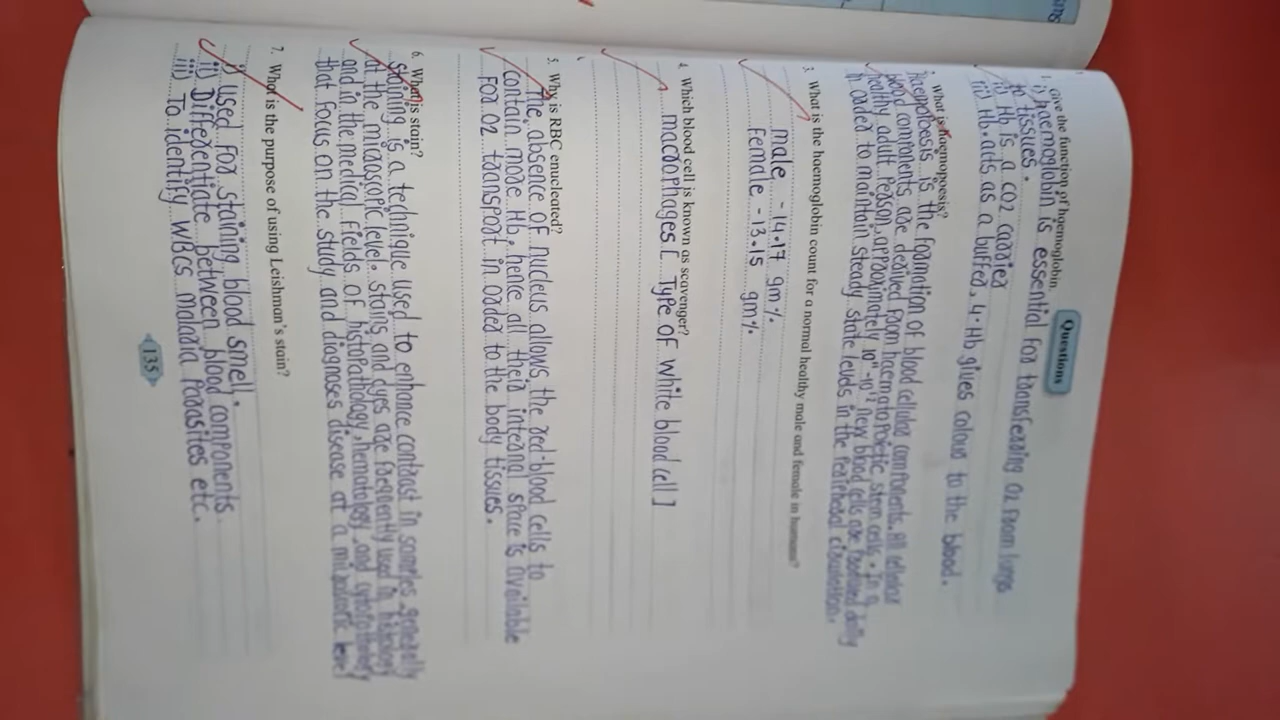 Questions
1. Give the function of haemoglobin.
i) haemoglobin is essential for transferring O2 from lungs
to tissues.
ii) Hb is a CO2 carrier
iii) Hb.acts as a buffer, 4. Hb gives colour to the blood.
What is haemopoesis?
haemopoiesis is the formation of blood cellular components. All cellular
blood components are derived from haematopoietic stem cells. In a
healthy adult person, approximately 10¹¹-10¹² new blood cells are produced daily
in order to maintain steady state levels in the peripheral circulation.
3. What is the haemoglobin count for a normal healthy male and female in human?
male - 14-17 gm%
Female - 13.15 gm%
4. Which blood cell is known as scavenger?
macrophages [ Type of white blood cell ]
5. Why is RBC enucleated?
The, absence of nucleus allows the red blood cells to
contain more Hb, hence all their internal space is available
For O2 transport in order to the body tissues.
6. What is stain?
staining is a technique used to enhance contrast in samples, generally
at the microscopic level. stains and dyes are frequently used in
and in the medical fields of histopathology, hematology, and
that focus on the study and diagnoses disease at a level
7. What is the purpose of using Leishman's stain?
i) used for staining blood smell.
ii) Differentiate between blood components.
iii) To identify WBCs malaria Parasites etc.
135